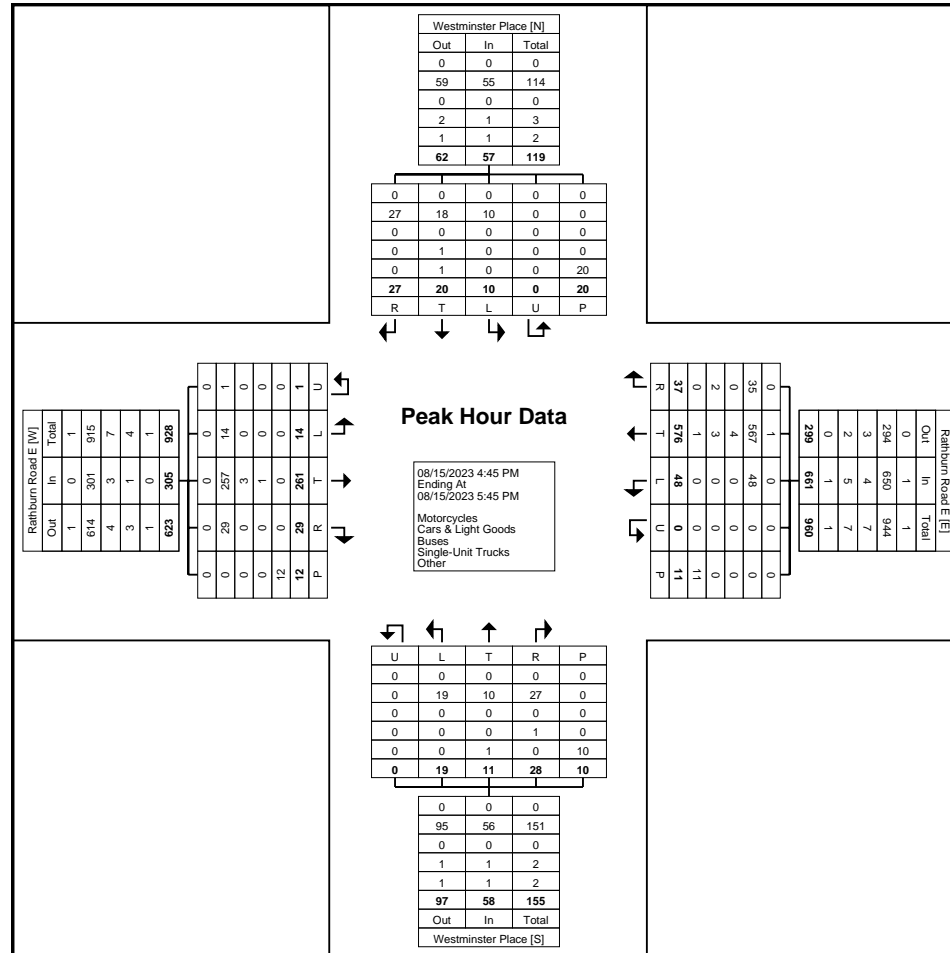 Westminster Place [N]
Out In Total
0 0 0
59 55 114
0 0 0
2 1 3
1 1 2
62 57 119
0 0 0 0 0
27 18 10 0 0
0 0 0 0 0
0 1 0 0 0
0 1 0 0 20
27 20 10 0 20
R T L U P
Rathburn Road E [W]
Total In Out
1 0 1
915 301 614
7 3 4
4 1 3
1 0 1
928 305 623
0 0 0 0 0
1 14 257 29 0
0 0 3 0 0
0 0 1 0 0
0 0 0 0 12
1 14 261 29 12
U L T R P
Peak Hour Data
08/15/2023 4:45 PM
Ending At
08/15/2023 5:45 PM
Motorcycles
Cars & Light Goods
Buses
Single-Unit Trucks
Other
R T L U P
37 576 48 0 11
0 1 0 0 11
2 3 0 0 0
0 4 0 0 0
35 567 48 0 0
0 1 0 0 0
Rathburn Road E [E]
Out In Total
0 1 1
294 650 944
3 4 7
2 5 7
0 1 1
299 661 960
U L T R P
0 0 0 0 0
0 19 10 27 0
0 0 0 0 0
0 0 0 1 0
0 0 1 0 10
0 19 11 28 10
0 0 0
95 56 151
0 0 0
1 1 2
1 1 2
97 58 155
Out In Total
Westminster Place [S]